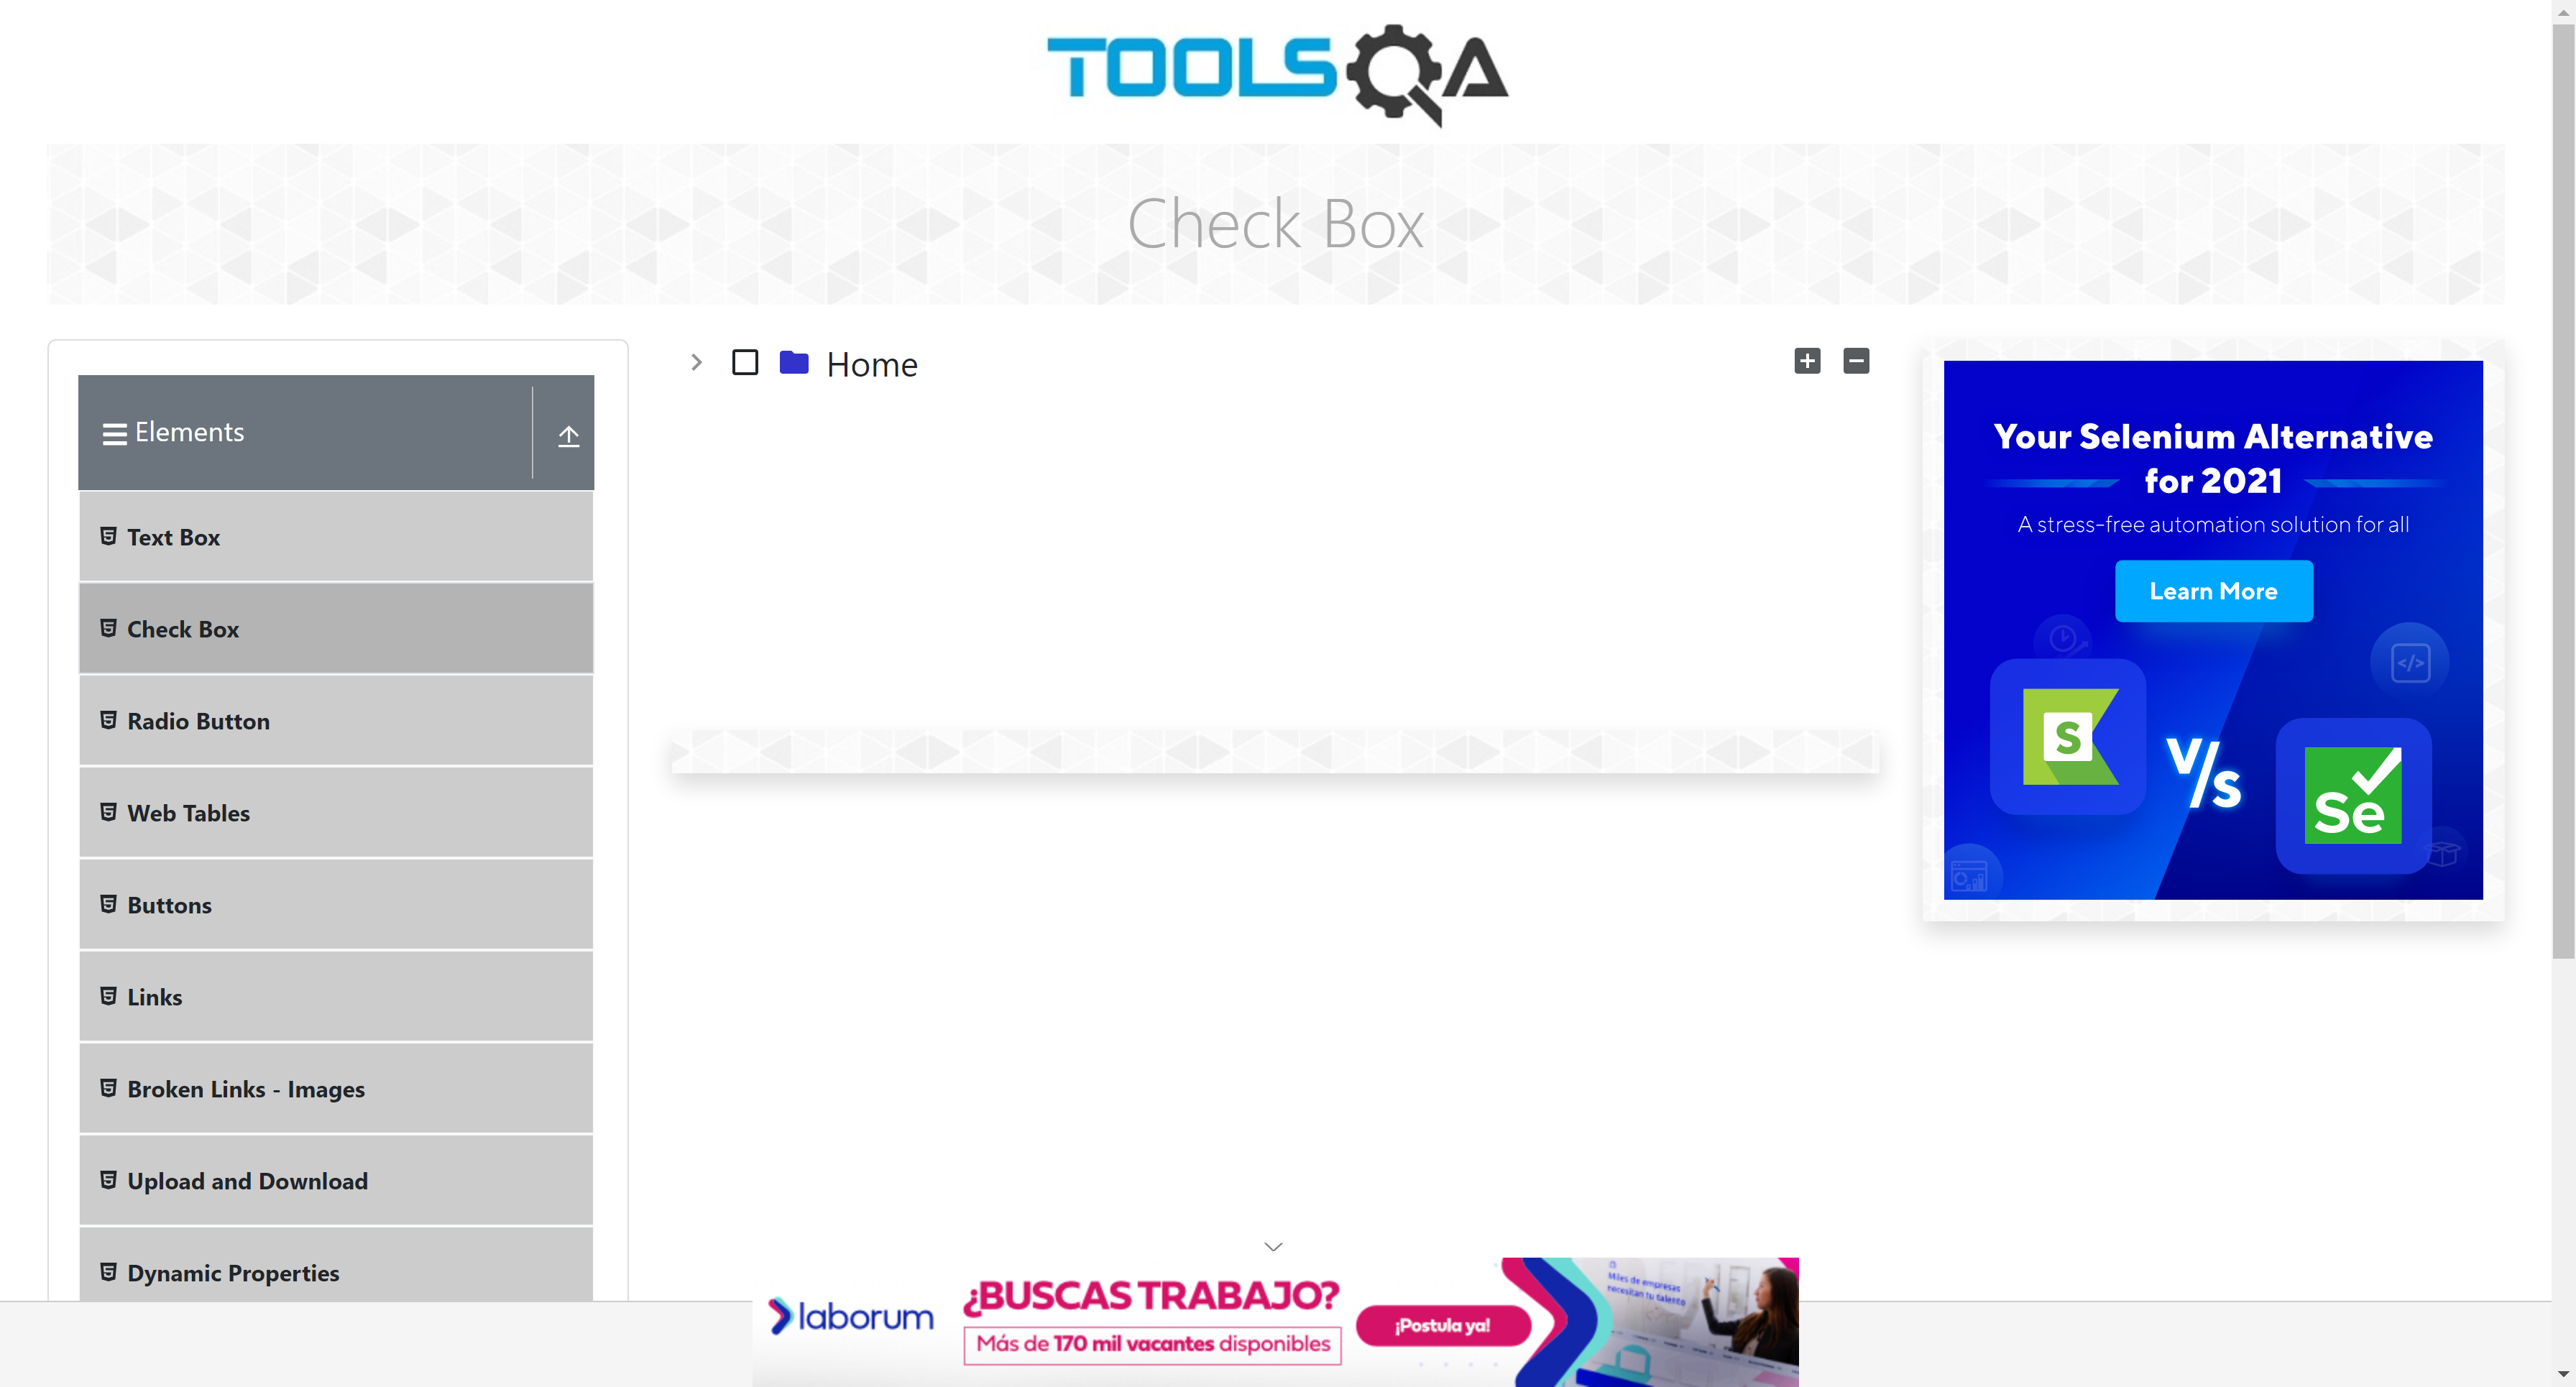 TOOLSQA
Check Box
Elements
Text Box
Check Box
Radio Button
Web Tables
Buttons
Links
Broken Links - Images
Upload and Download
Dynamic Properties
Home
Your Selenium Alternative
for 2021
A stress-free automation solution for all
Learn More
S
V/s
Se
</>
laborum
¿BUSCAS TRABAJO?
Más de 170 mil vacantes disponibles
¡Postula ya!
Miles de empresas
necesitan tu talento